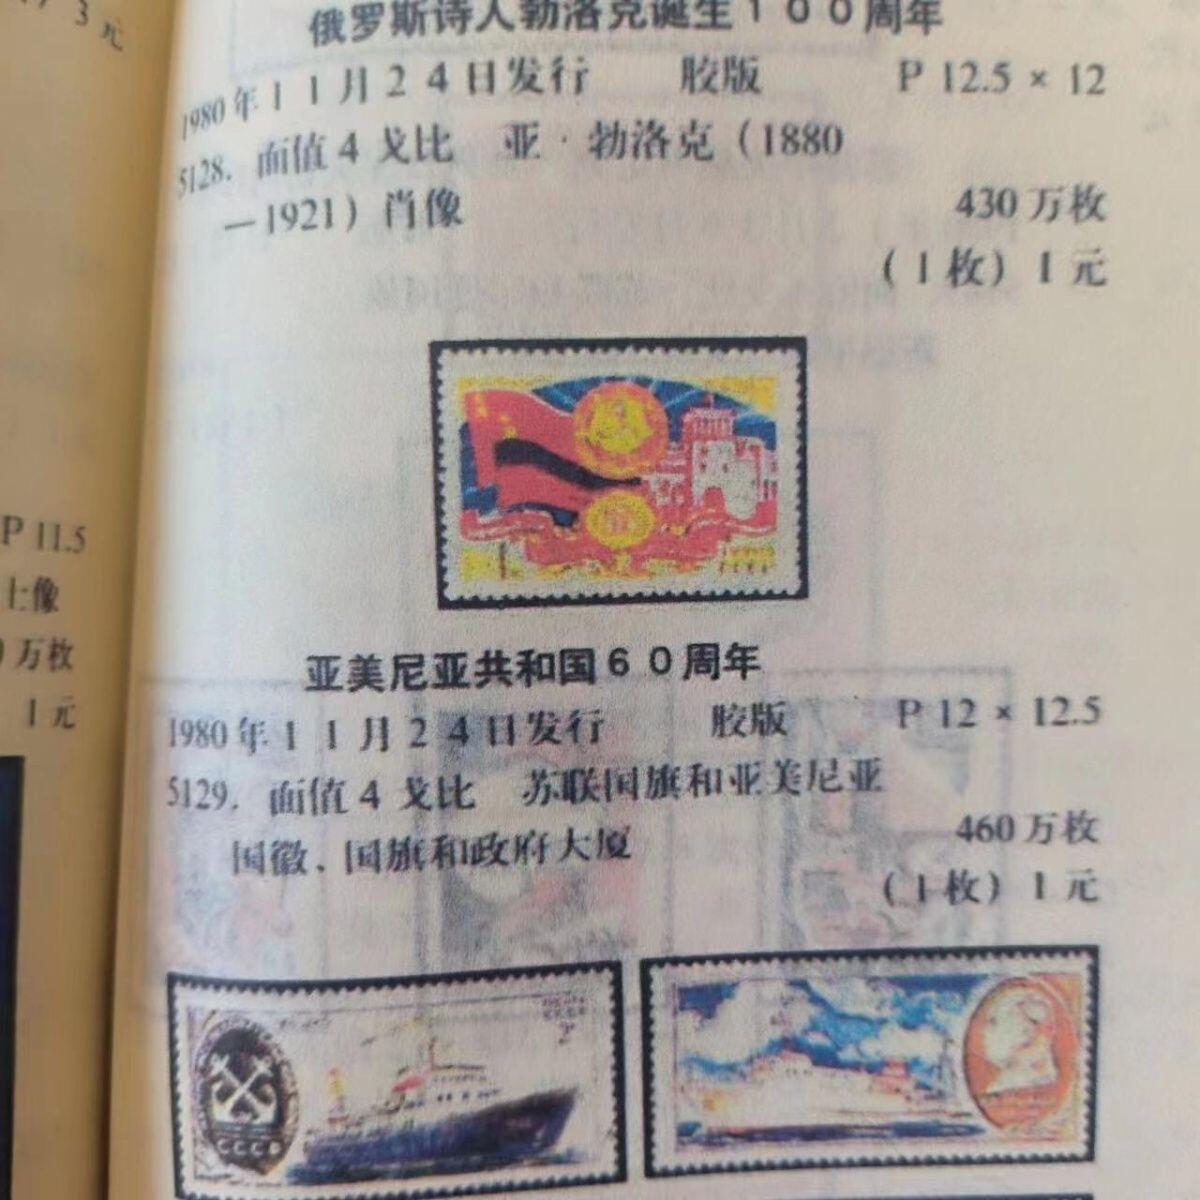 3元
P 11.5
士像
万枚
1元
俄罗斯诗人勃洛克诞生100周年
1980年11月24日发行 胶版 P 12.5 × 12
5128. 面值4戈比 亚·勃洛克（1880
—1921）肖像 430万枚
（1枚）1元
亚美尼亚共和国60周年
1980年11月24日发行 胶版 P 12 × 12.5
5129. 面值4戈比 苏联国旗和亚美尼亚
国徽、国旗和政府大厦 460万枚
（1枚）1元
СССР